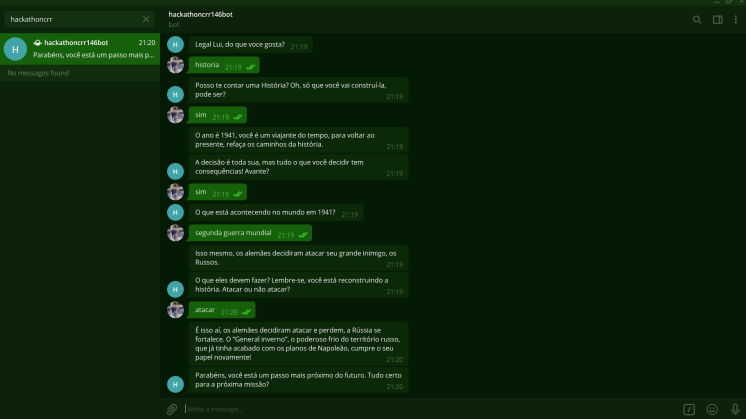 hackathoncrr
hackathoncrr146bot
21:20
Parabéns, você está um passo mais p...
No messages found
hackathoncrr146bot
bot
Legal Lui, do que voce gosta?
21:19
historia
21:19
Posso te contar uma História? Oh, só que você vai construí-la,
pode ser?
21:19
sim
21:19
O ano é 1941, você é um viajante do tempo, para voltar ao
presente, refaça os caminhos da história.
21:19
A decisão é toda sua, mas tudo o que você decidir tem
consequências! Avante?
21:19
sim
21:19
O que está acontecendo no mundo em 1941?
21:19
segunda guerra mundial
21:19
Isso mesmo, os alemães decidiram atacar seu grande inimigo, os
Russos.
21:19
O que eles devem fazer? Lembre-se, você está reconstruindo a
história. Atacar ou não atacar?
21:19
atacar
21:20
É isso aí, os alemães decidiram atacar e perdem, a Rússia se
fortalece. O "General inverno", o poderoso frio do território russo,
que já tinha acabado com os planos de Napoleão, cumpre o seu
papel novamente!
21:20
Parabéns, você está um passo mais próximo do futuro. Tudo certo
para a próxima missão?
21:20
Write a message...
H
H
H
H
H
H
H
H